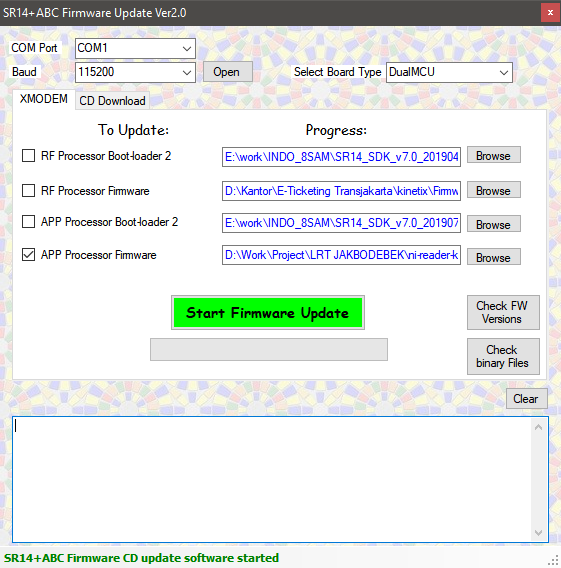 SR14+ABC Firmware Update Ver2.0
x
COM Port COM1
Baud 115200 Open Select Board Type DualMCU
XMODEM CD Download
To Update: Progress:
RF Processor Boot-loader 2 E:\work\INDO_8SAM\SR14_SDK_v7.0_201904 Browse
RF Processor Firmware D:\Kantor\E-Ticketing Transjakarta\kinetix\Firmw Browse
APP Processor Boot-loader 2 E:\work\INDO_8SAM\SR14_SDK_v7.0_201907 Browse
APP Processor Firmware D:\Work\Project\LRT JAKBODEBEK\ni-reader-k Browse
Start Firmware Update
Check FW
Versions
Check
binary Files
Clear
SR14+ABC Firmware CD update software started